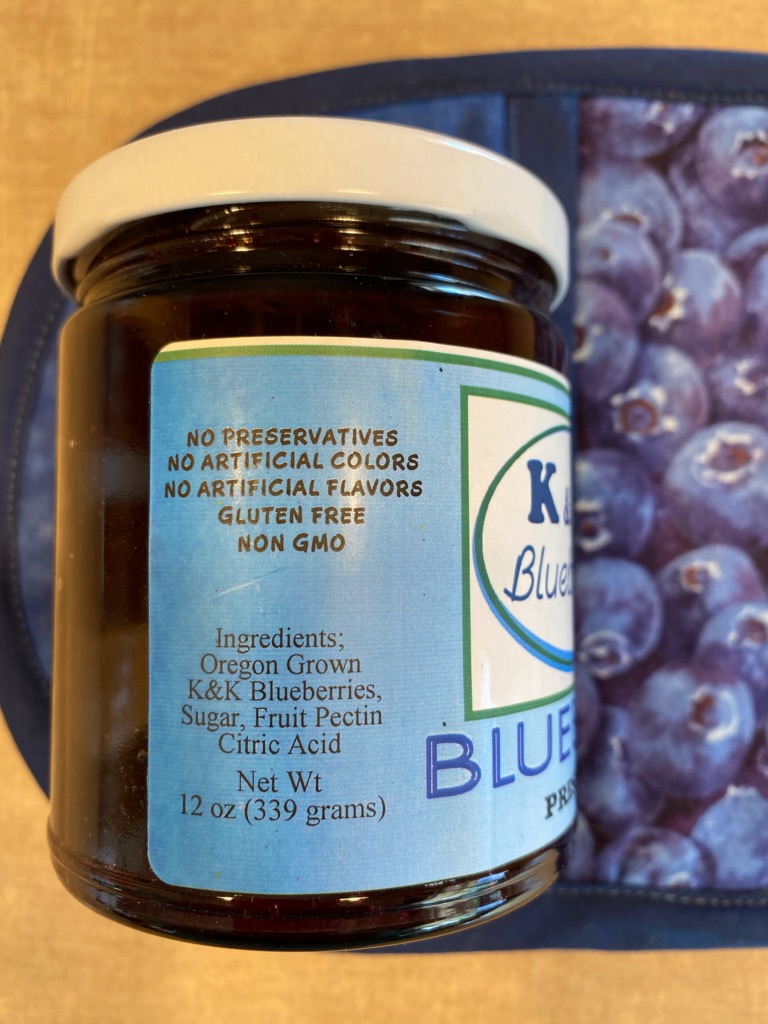 NO PRESERVATIVES
NO ARTIFICIAL COLORS
NO ARTIFICIAL FLAVORS
GLUTEN FREE
NON GMO
Ingredients;
Oregon Grown
K&K Blueberries,
Sugar, Fruit Pectin
Citric Acid
Net Wt
12 oz (339 grams)
K &